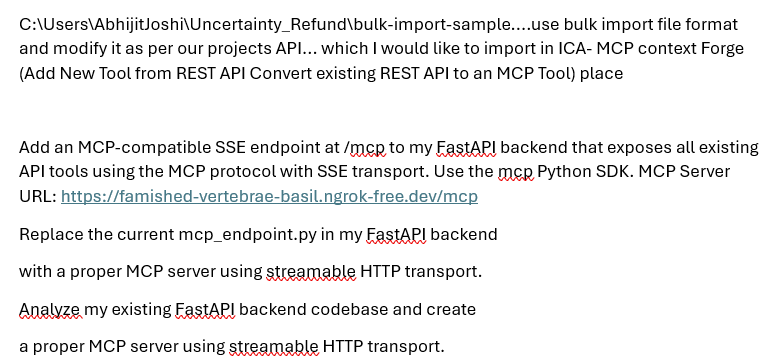 C:\Users\AbhijitJoshi\Uncertainty_Refund\bulk-import-sample....use bulk import file format
and modify it as per our projects API... which I would like to import in ICA- MCP context Forge
(Add New Tool from REST API Convert existing REST API to an MCP Tool) place
Add an MCP-compatible SSE endpoint at /mcp to my FastAPI backend that exposes all existing
API tools using the MCP protocol with SSE transport. Use the mcp Python SDK. MCP Server
URL: https://famished-vertebrae-basil.ngrok-free.dev/mcp
Replace the current mcp_endpoint.py in my FastAPI backend
with a proper MCP server using streamable HTTP transport.
Analyze my existing FastAPI backend codebase and create
a proper MCP server using streamable HTTP transport.